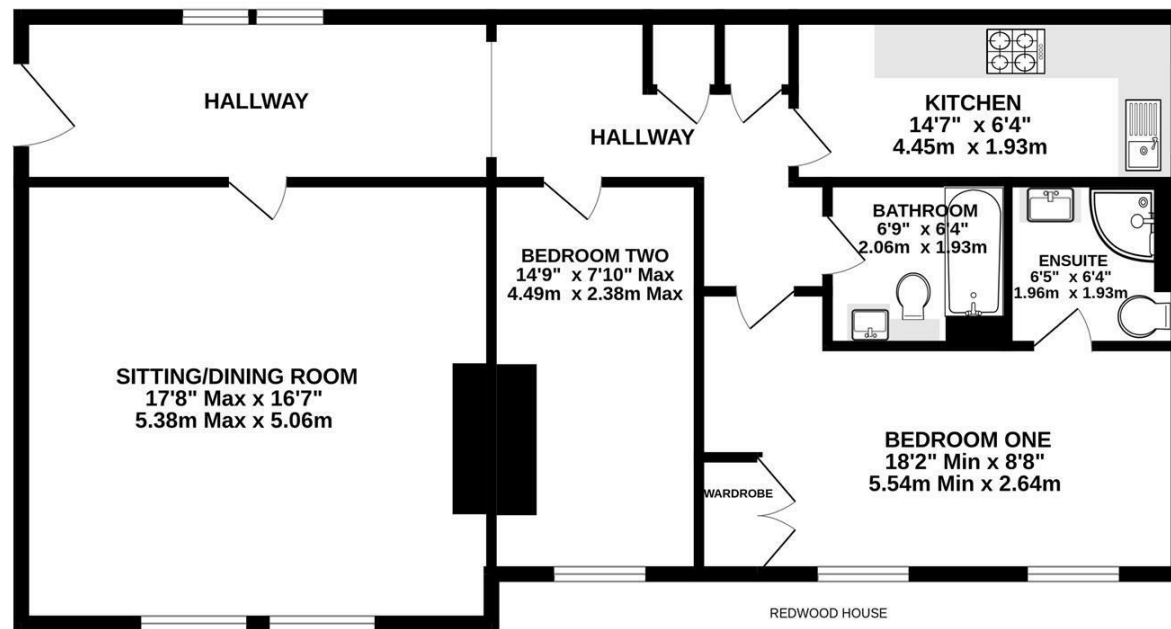 HALLWAY
HALLWAY
KITCHEN
14'7" x 6'4"
4.45m x 1.93m
BATHROOM
6'9" x 6'4"
2.06m x 1.93m
ENSUITE
6'5" x 6'4"
1.96m x 1.93m
BEDROOM TWO
14'9" x 7'10" Max
4.49m x 2.38m Max
SITTING/DINING ROOM
17'8" Max x 16'7"
5.38m Max x 5.06m
BEDROOM ONE
18'2" Min x 8'8"
5.54m Min x 2.64m
WARDROBE
REDWOOD HOUSE